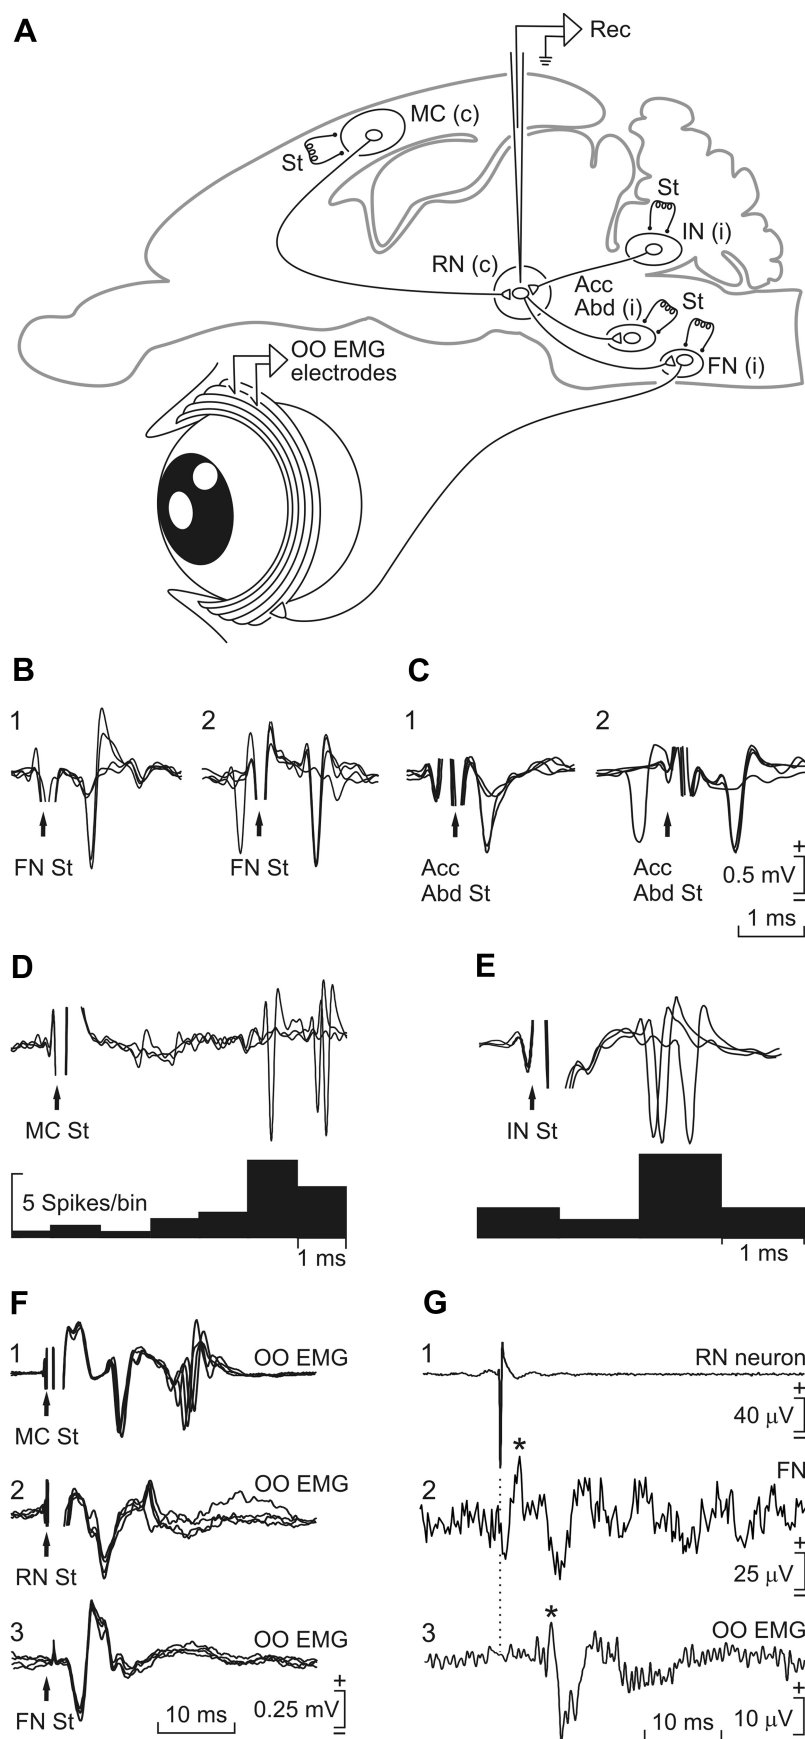 A
Rec
MC (c)
St
St
IN (i)
RN (c)
Acc
Abd (i)
St
FN (i)
OO EMG
electrodes
B
C
1
2
1
2
FN St
FN St
Acc
Abd St
Acc
Abd St
+
0.5 mV
=
1 ms
D
E
MC St
IN St
5 Spikes/bin
1 ms
1 ms
F
G
1
OO EMG
MC St
2
OO EMG
RN St
3
OO EMG
FN St
10 ms
+
0.25 mV
=
1
RN neuron
+
40 µV
=
*
2
FN
+
25 µV
=
*
3
OO EMG
+
10 ms
10 µV
=